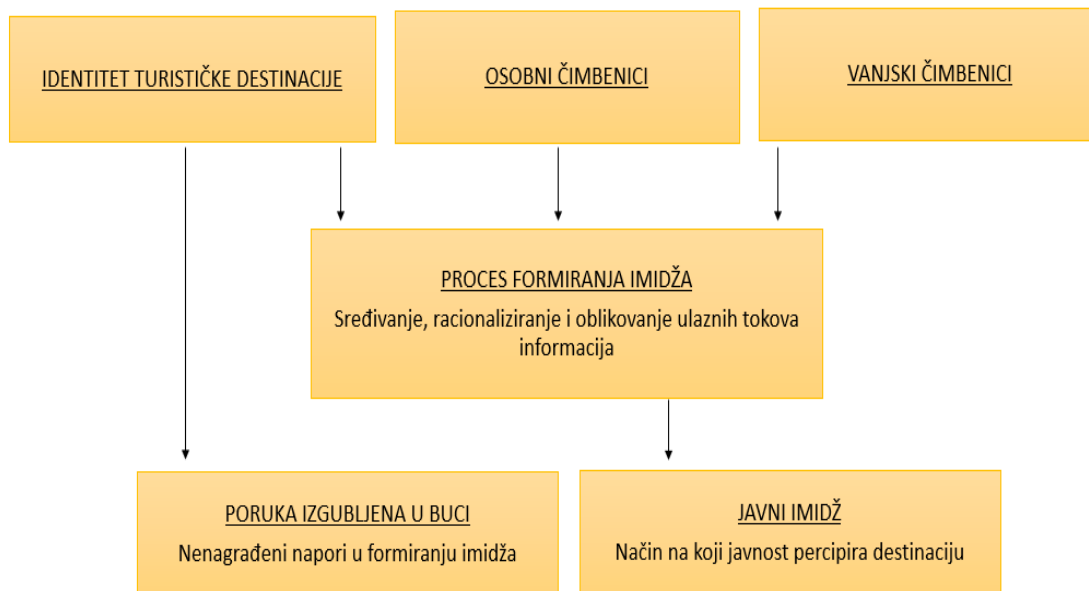 IDENTITET TURISTIČKE DESTINACIJE
OSOBNI ČIMBENICI
VANJSKI ČIMBENICI
PROCES FORMIRANJA IMIDŽA
Sređivanje, racionaliziranje i oblikovanje ulaznih tokova
informacija
PORUKA IZGUBLJENA U BUCI
Nenagrađeni napori u formiranju imidža
JAVNI IMIDŽ
Način na koji javnost percipira destinaciju